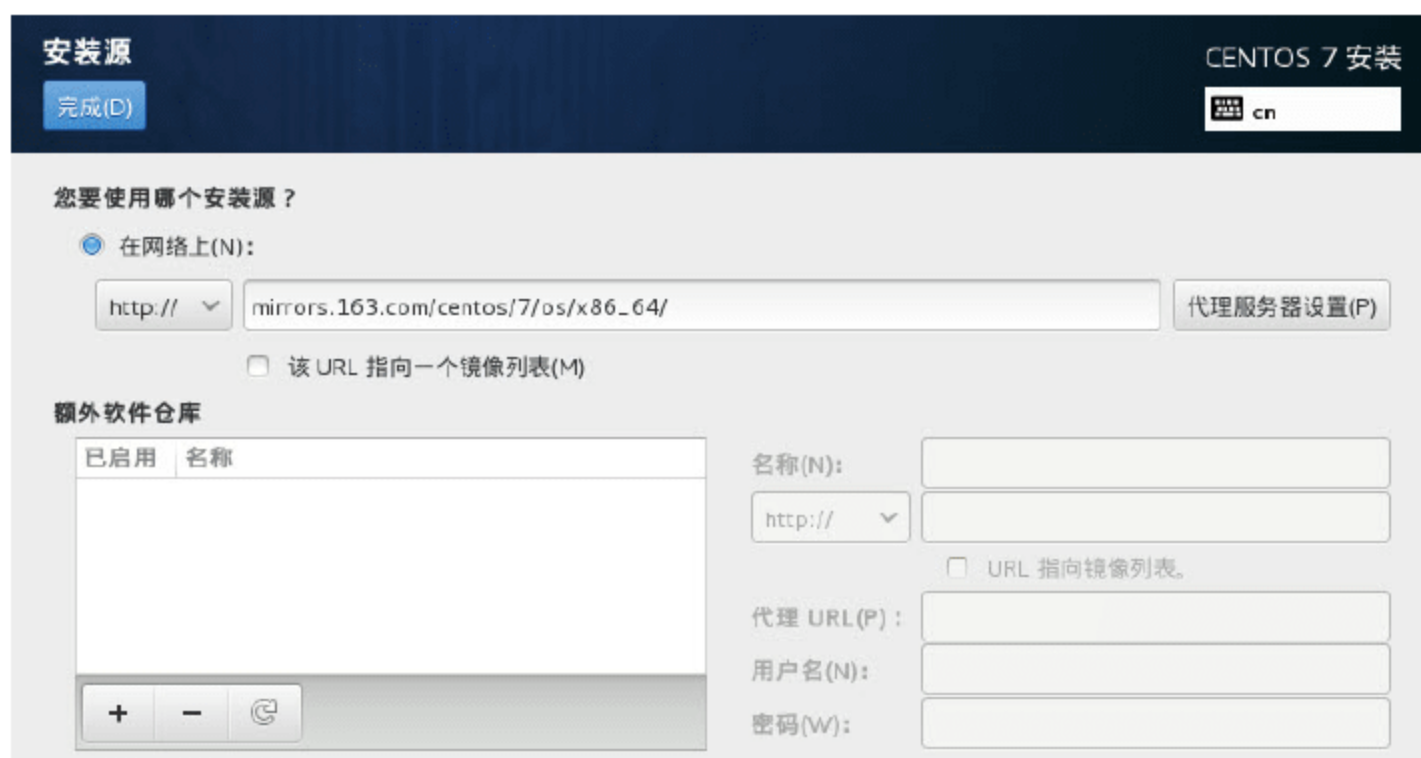 安装源
CENTOS 7 安装
完成(D)
cn
您要使用哪个安装源？
在网络上(N)：
http://
mirrors.163.com/centos/7/os/x86_64/
代理服务器设置(P)
该 URL 指向一个镜像列表(M)
额外软件仓库
已启用 名称
名称(N)：
http://
URL 指向镜像列表。
代理 URL(P)：
用户名(N)：
密码(W)：